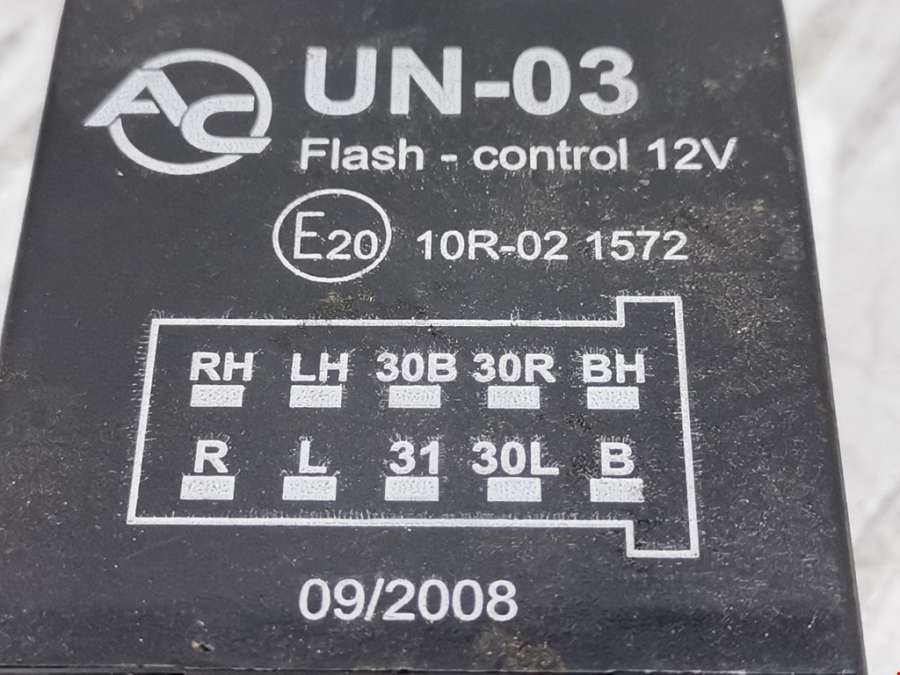 AC
UN-03
Flash - control 12V
E20 10R-02 1572
RH LH 30B 30R BH
R L 31 30L B
09/2008